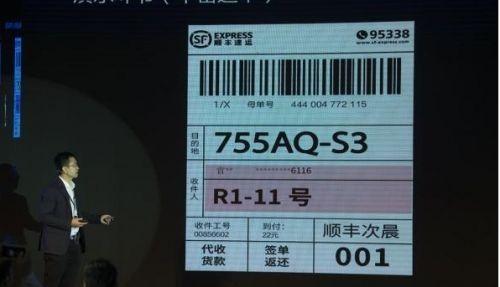 SF EXPRESS
顺丰速运
95338
www.sf-express.com
1/X 母单号 444 004 772 115
目的地
755AQ-S3
收件人
6116
R1-11 号
收件工号
00856602
到付:
22元
顺丰次晨
代收
货款
签单
返还
001